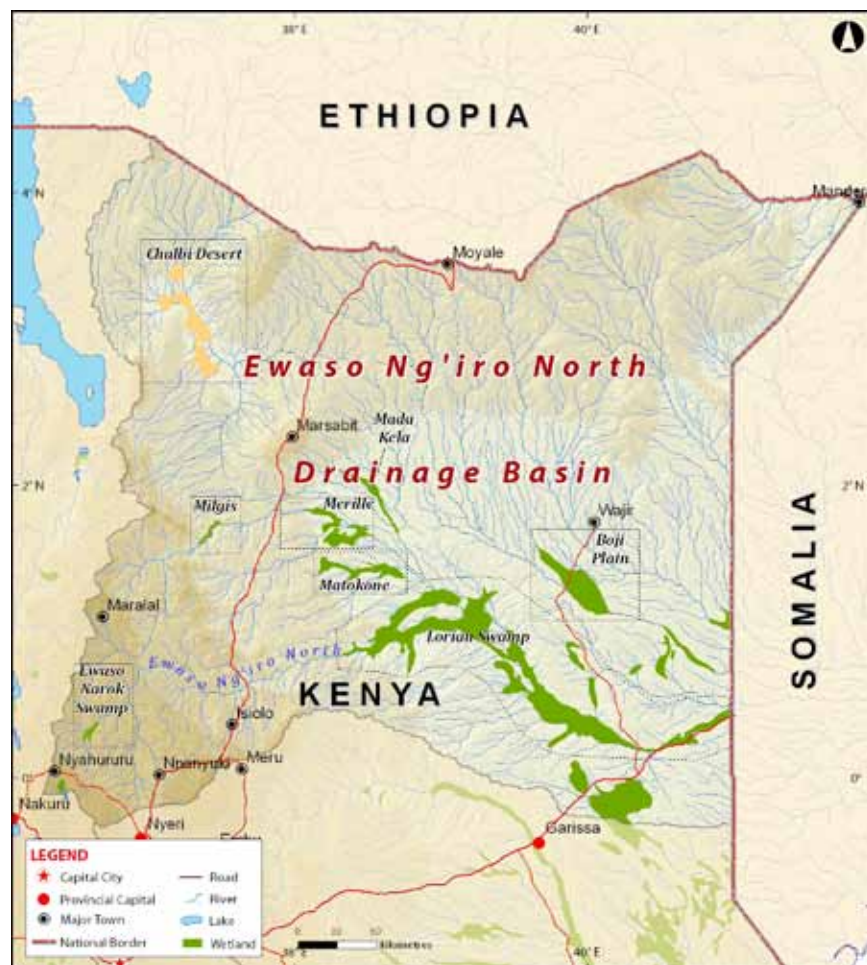 38°E
40°E
ETHIOPIA
4°N
Mandera
Chalbi Desert
Moyale
Ewaso Ng'iro North
Marsabit
Mada
Kela
Drainage Basin
2°N
2°N
Milgis
Merille
Wajir
Boji
Plain
Matokone
SOMALIA
Maralal
Lorian Swamp
Ewaso Ng'iro North
Ewaso
Narok
Swamp
KENYA
Isiolo
Nyahururu
Meru
0°
0°
Nakuru
Nyeri
Garissa
LEGEND
Capital City
Road
Provincial Capital
River
Major Town
Lake
National Border
Wetland
0
kilometres
38°E
40°E